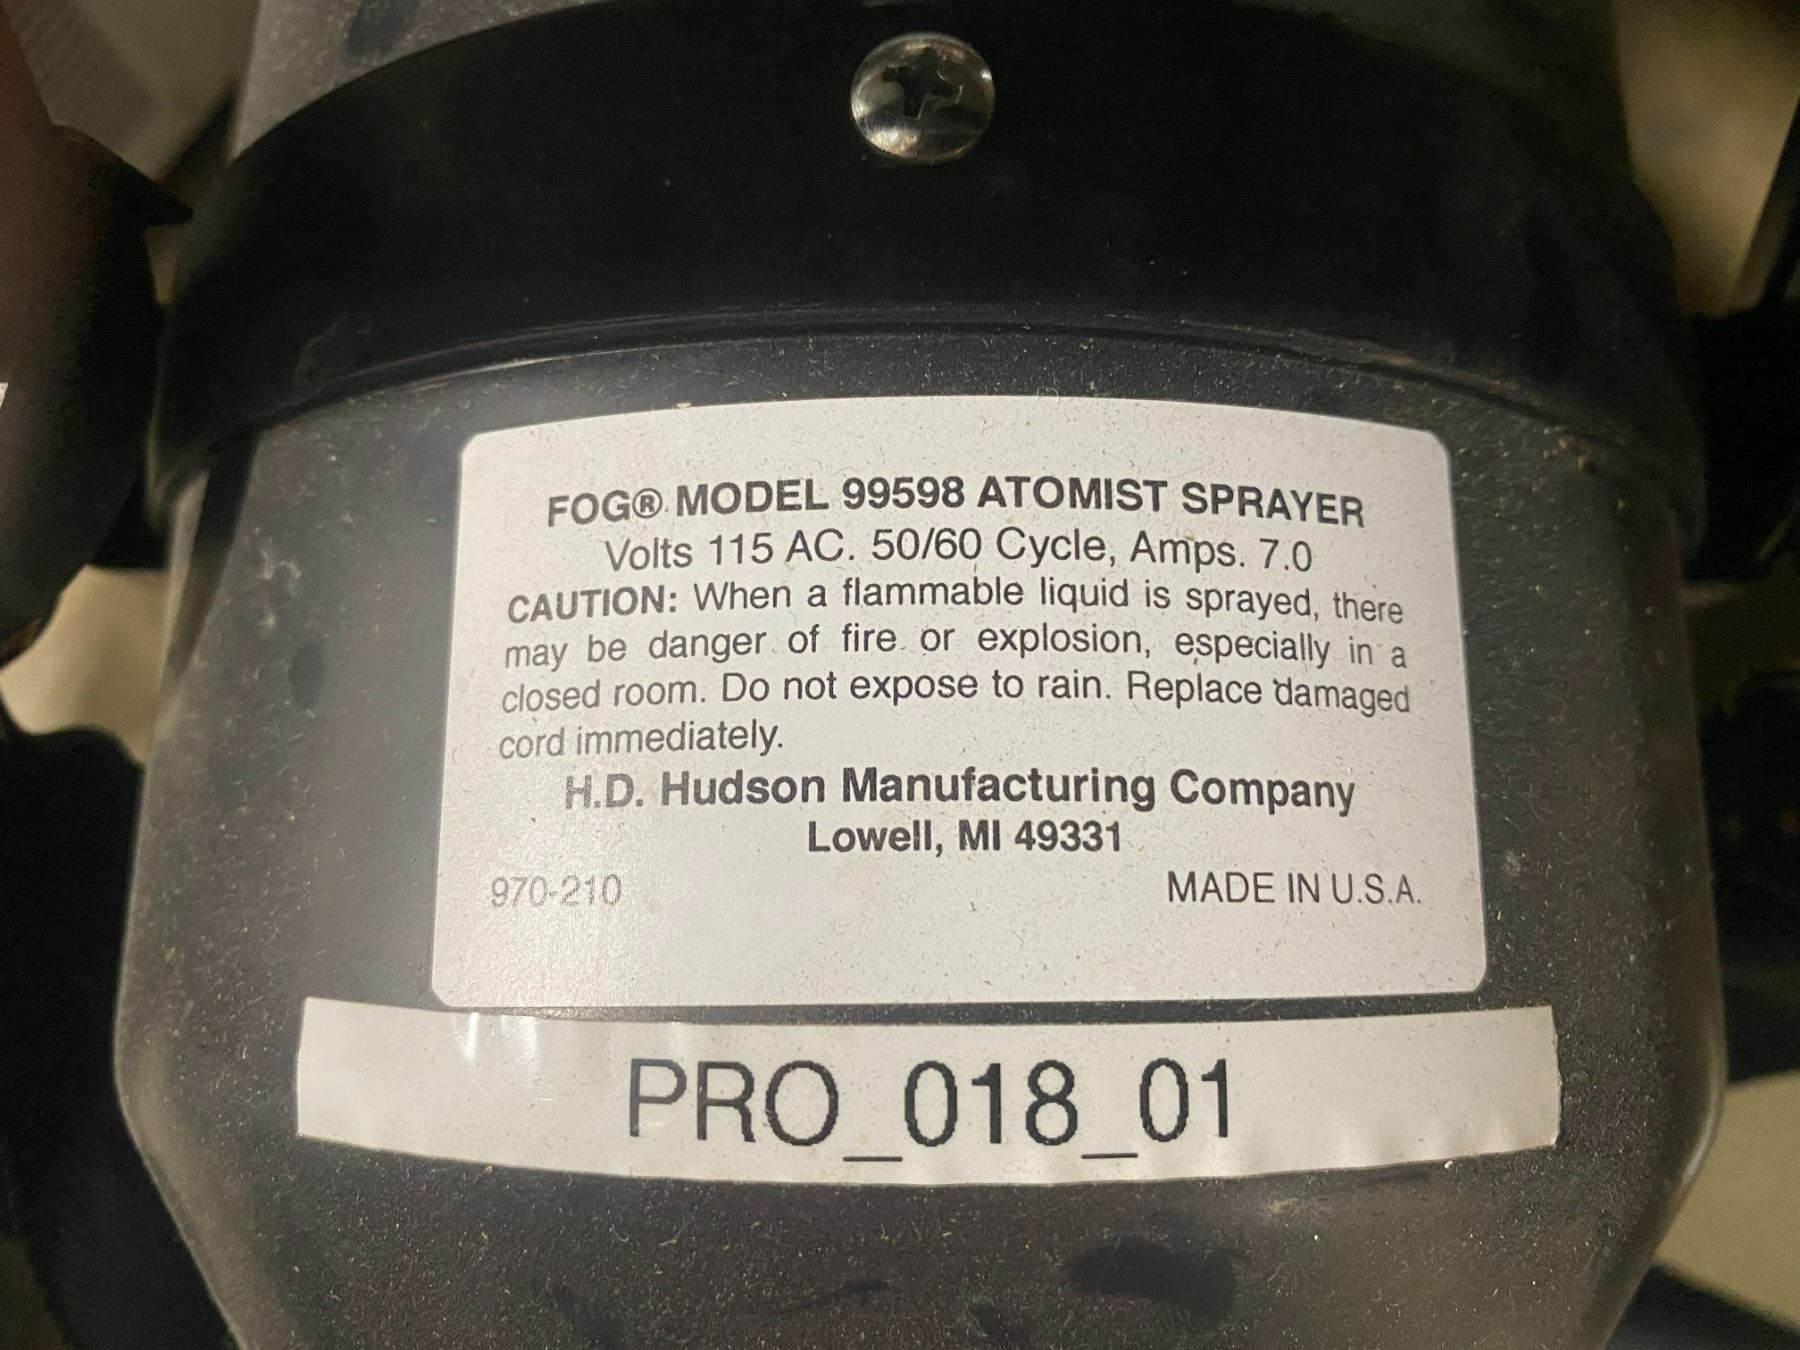 FOG® MODEL 99598 ATOMIST SPRAYER
Volts 115 AC. 50/60 Cycle, Amps. 7.0
CAUTION: When a flammable liquid is sprayed, there
may be danger of fire or explosion, especially in a
closed room. Do not expose to rain. Replace damaged
cord immediately.
H.D. Hudson Manufacturing Company
Lowell, MI 49331
970-210 MADE IN U.S.A.
PRO_018_01